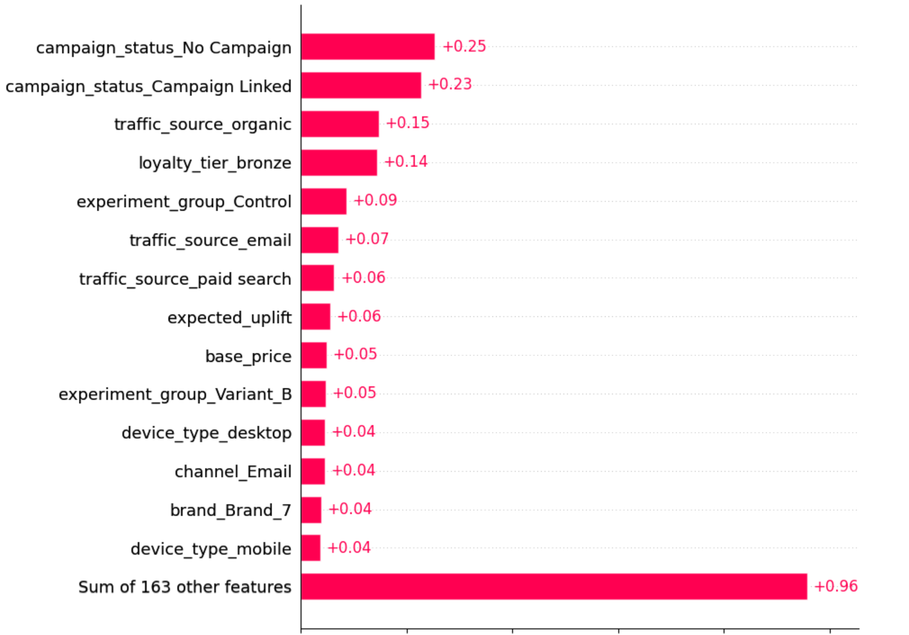 campaign_status_No Campaign +0.25
campaign_status_Campaign Linked +0.23
traffic_source_organic +0.15
loyalty_tier_bronze +0.14
experiment_group_Control +0.09
traffic_source_email +0.07
traffic_source_paid search +0.06
expected_uplift +0.06
base_price +0.05
experiment_group_Variant_B +0.05
device_type_desktop +0.04
channel_Email +0.04
brand_Brand_7 +0.04
device_type_mobile +0.04
Sum of 163 other features +0.96